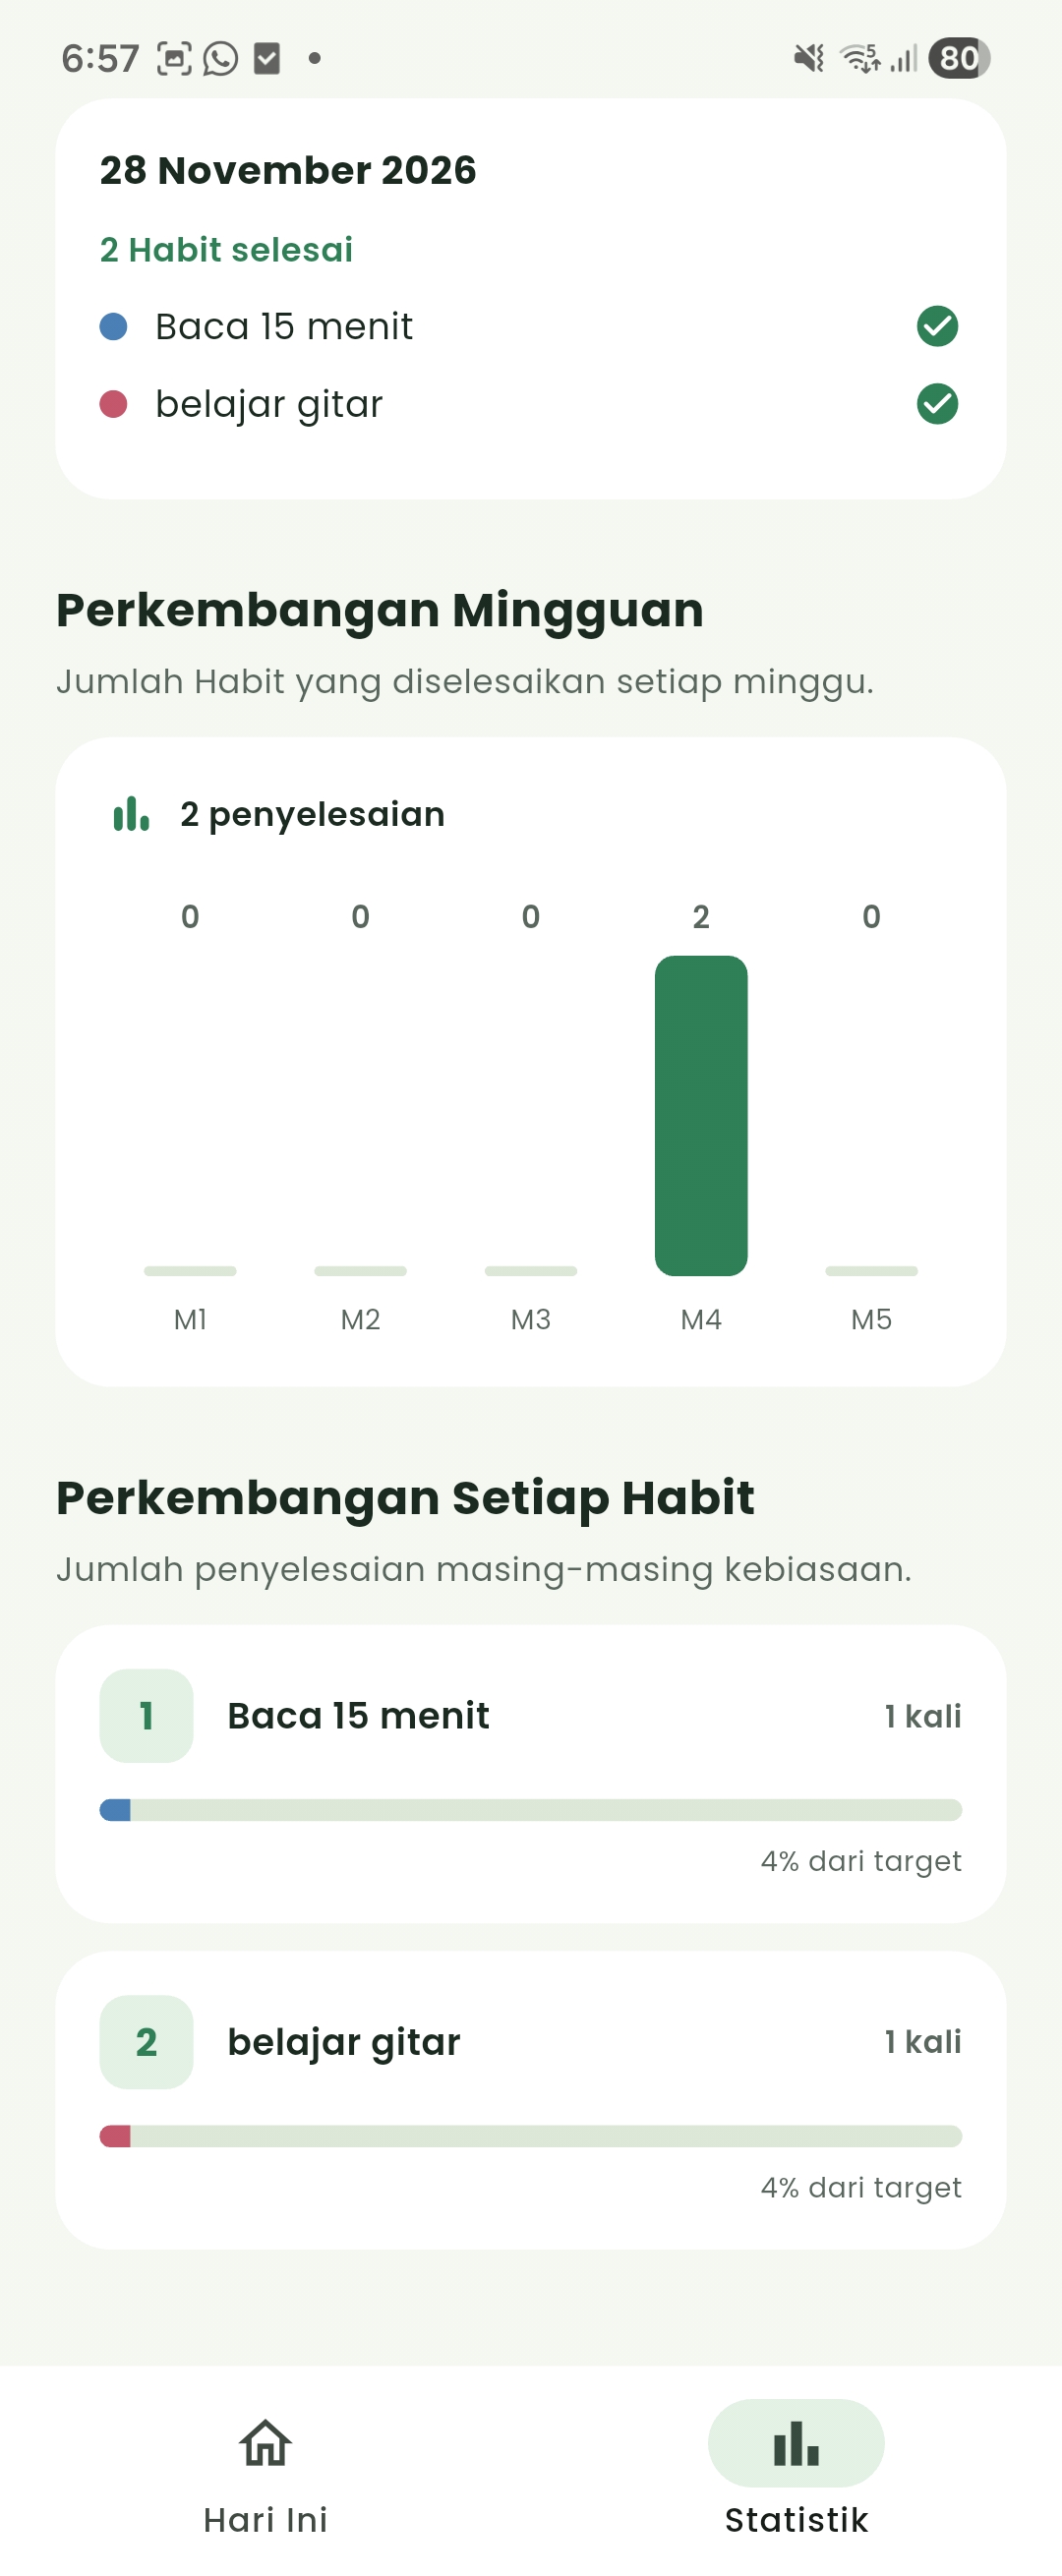 6:57
5
80
28 November 2026
2 Habit selesai
Baca 15 menit
belajar gitar
Perkembangan Mingguan
Jumlah Habit yang diselesaikan setiap minggu.
2 penyelesaian
0 0 0 2 0
M1 M2 M3 M4 M5
Perkembangan Setiap Habit
Jumlah penyelesaian masing-masing kebiasaan.
1 Baca 15 menit 1 kali
4% dari target
2 belajar gitar 1 kali
4% dari target
Hari Ini Statistik